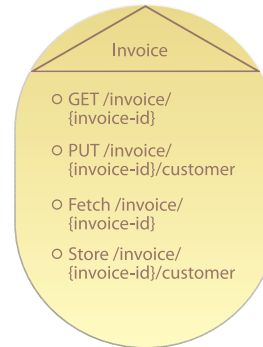 Invoice
GET /invoice/
{invoice-id}
PUT /invoice/
{invoice-id}/customer
Fetch /invoice/
{invoice-id}
Store /invoice/
{invoice-id}/customer